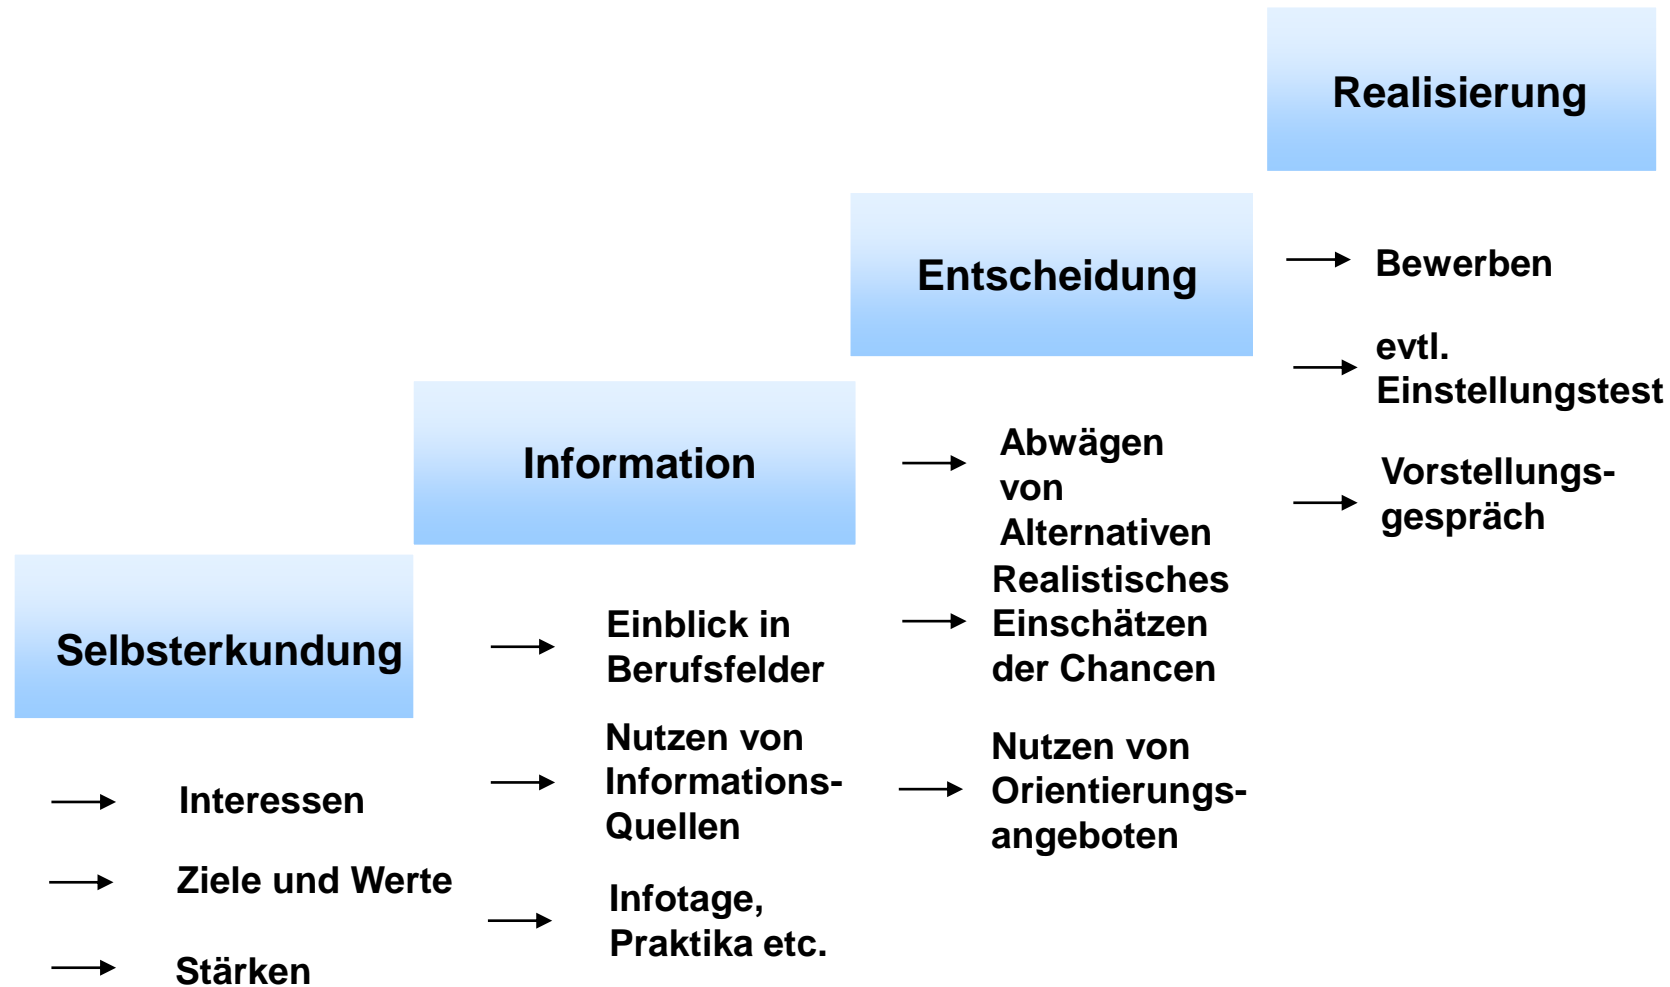 Selbsterkundung
Interessen
Ziele und Werte
Stärken
Information
Einblick in
Berufsfelder
Nutzen von
Informations-
Quellen
Infotage,
Praktika etc.
Entscheidung
Abwägen
von
Alternativen
Realistisches
Einschätzen
der Chancen
Nutzen von
Orientierungs-
angeboten
Realisierung
Bewerben
evtl.
Einstellungstest
Vorstellungs-
gespräch